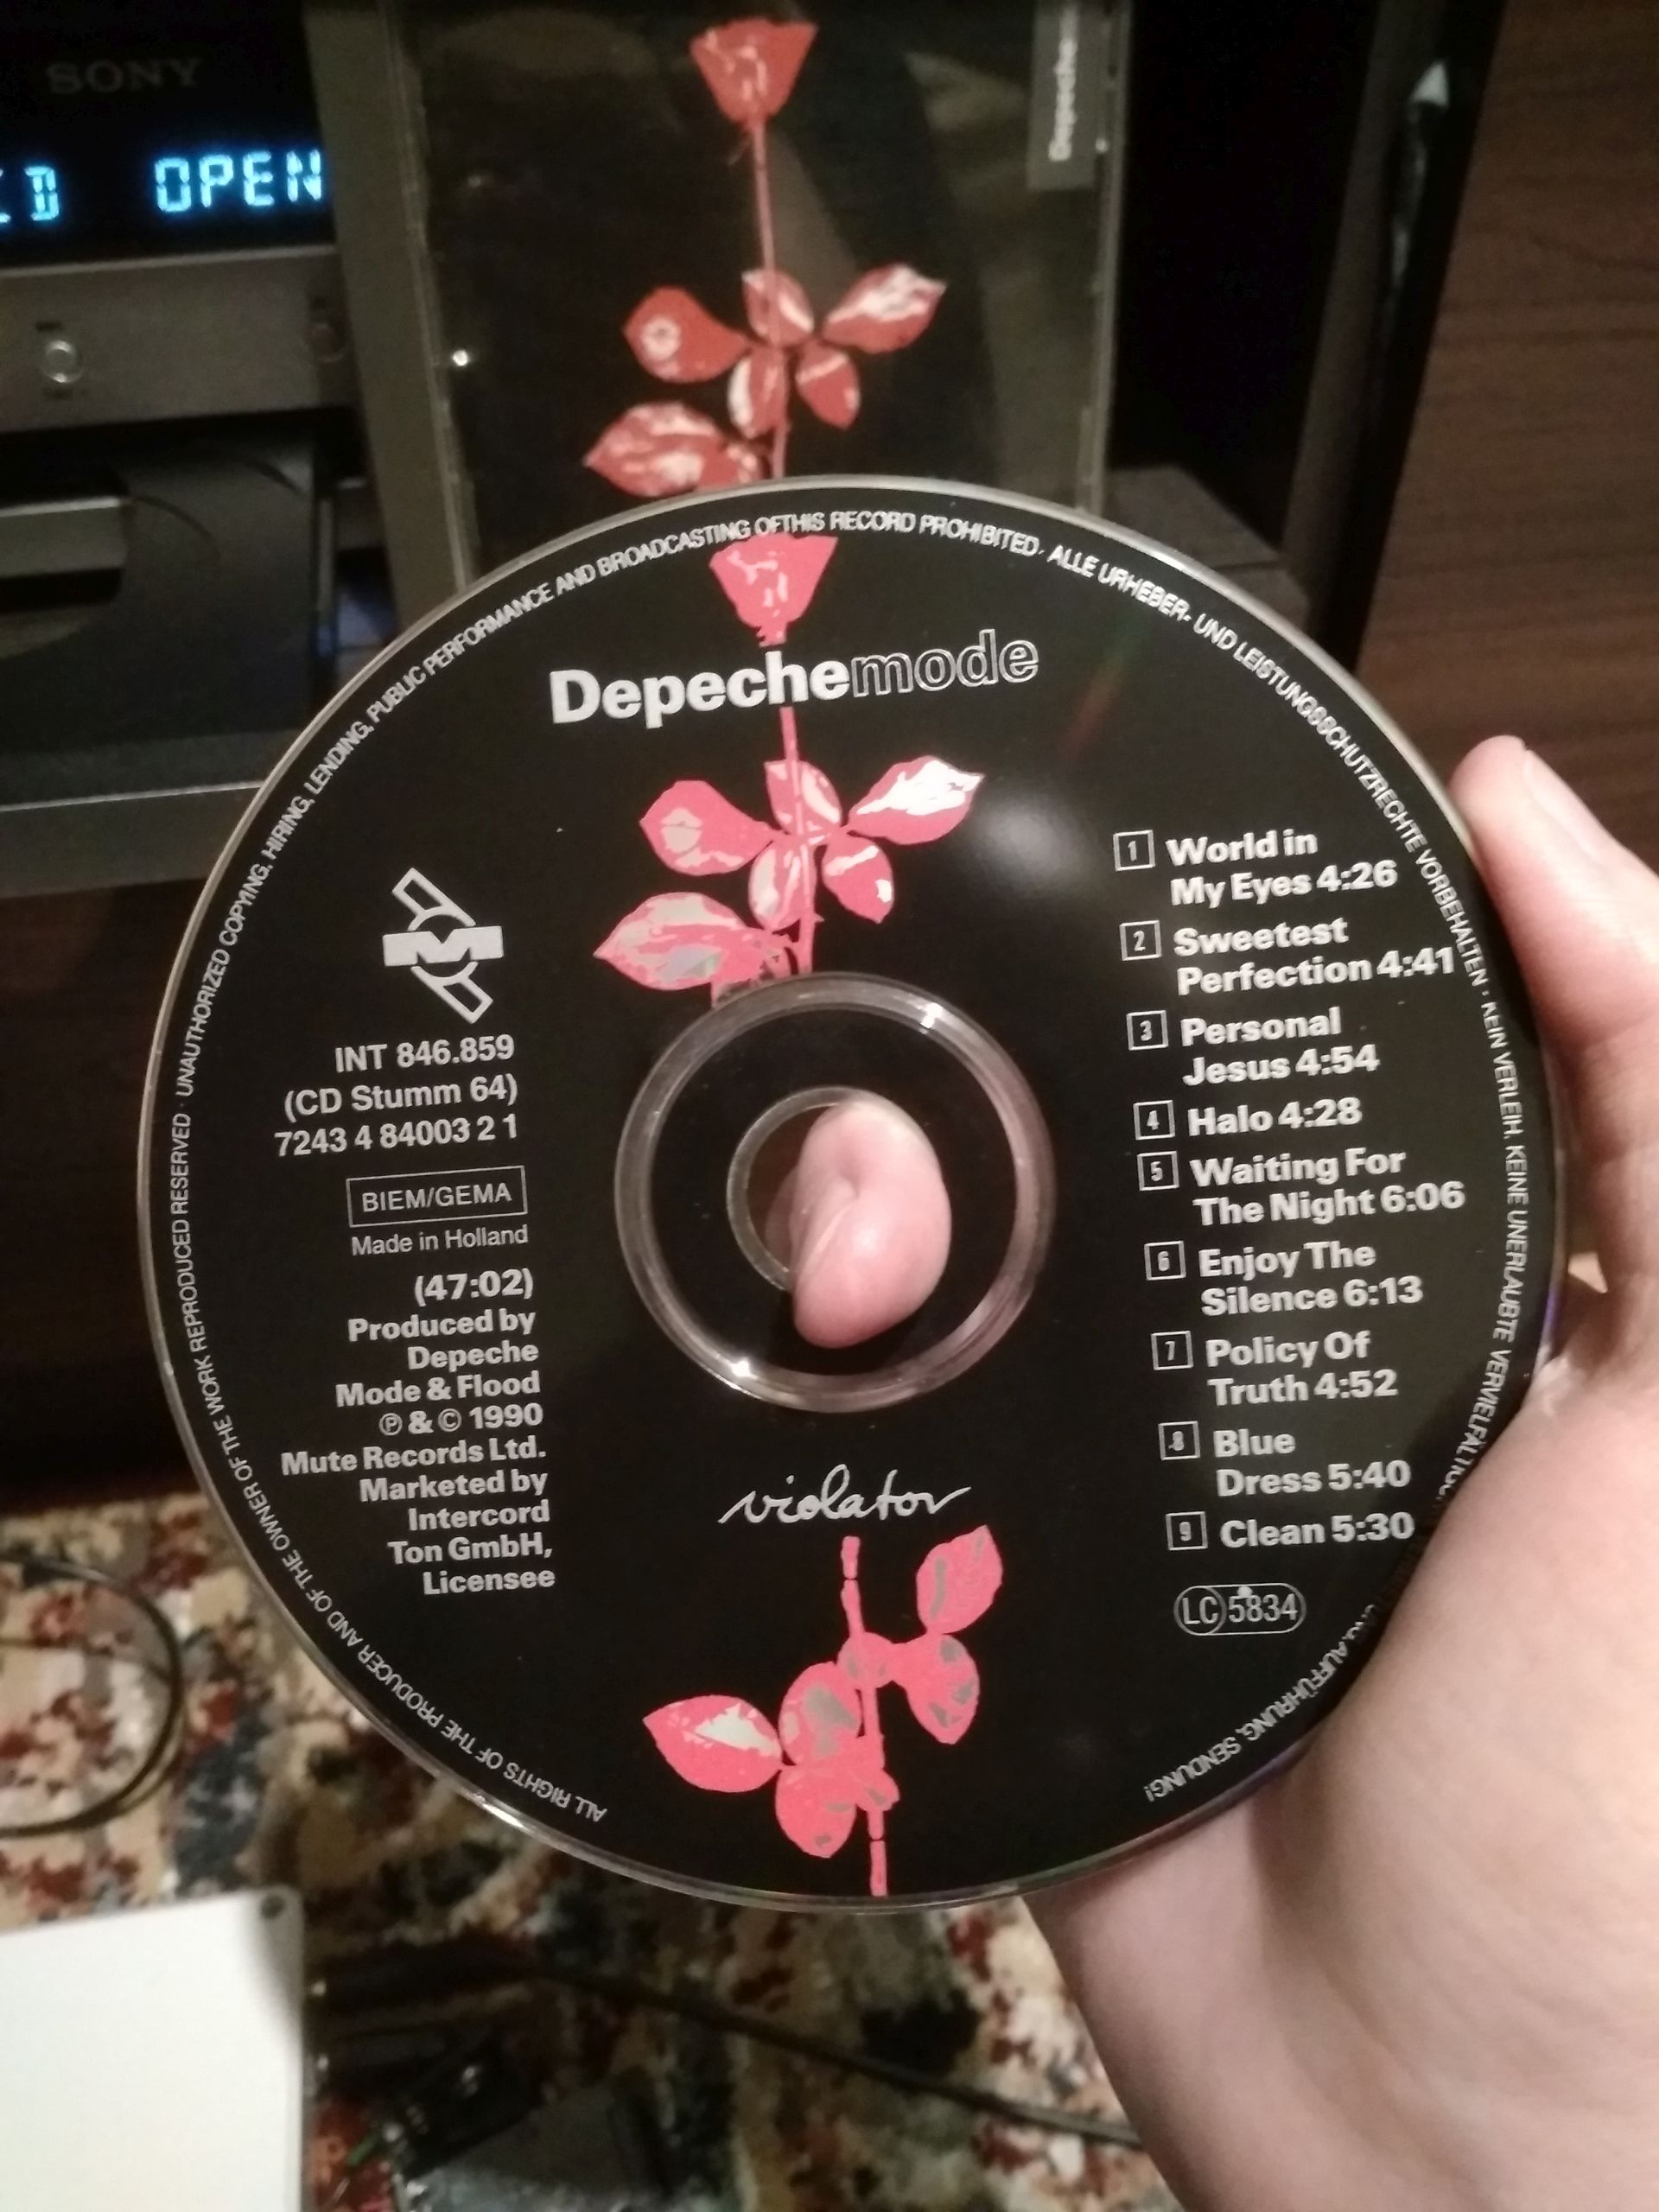 SONY
CD OPEN
Depeche
Depechemode
INT 846.859
(CD Stumm 64)
7243 4 84003 2 1
BIEM/GEMA
Made in Holland
(47:02)
Produced by
Depeche
Mode & Flood
℗ & © 1990
Mute Records Ltd.
Marketed by
Intercord
Ton GmbH,
Licensee
1 World in
My Eyes 4:26
2 Sweetest
Perfection 4:41
3 Personal
Jesus 4:54
4 Halo 4:28
5 Waiting For
The Night 6:06
6 Enjoy The
Silence 6:13
7 Policy Of
Truth 4:52
8 Blue
Dress 5:40
9 Clean 5:30
LC 5834
violator
ALL RIGHTS OF THE PRODUCER AND OF THE OWNER OF THE WORK REPRODUCED RESERVED · UNAUTHORIZED COPYING, HIRING, LENDING, PUBLIC PERFORMANCE AND BROADCASTING OF THIS RECORD PROHIBITED · ALLE URHEBER- UND LEISTUNGSSCHUTZRECHTE VORBEHALTEN · KEIN VERLEIH. KEINE UNERLAUBTE AUFFÜHRUNG, SENDUNG!